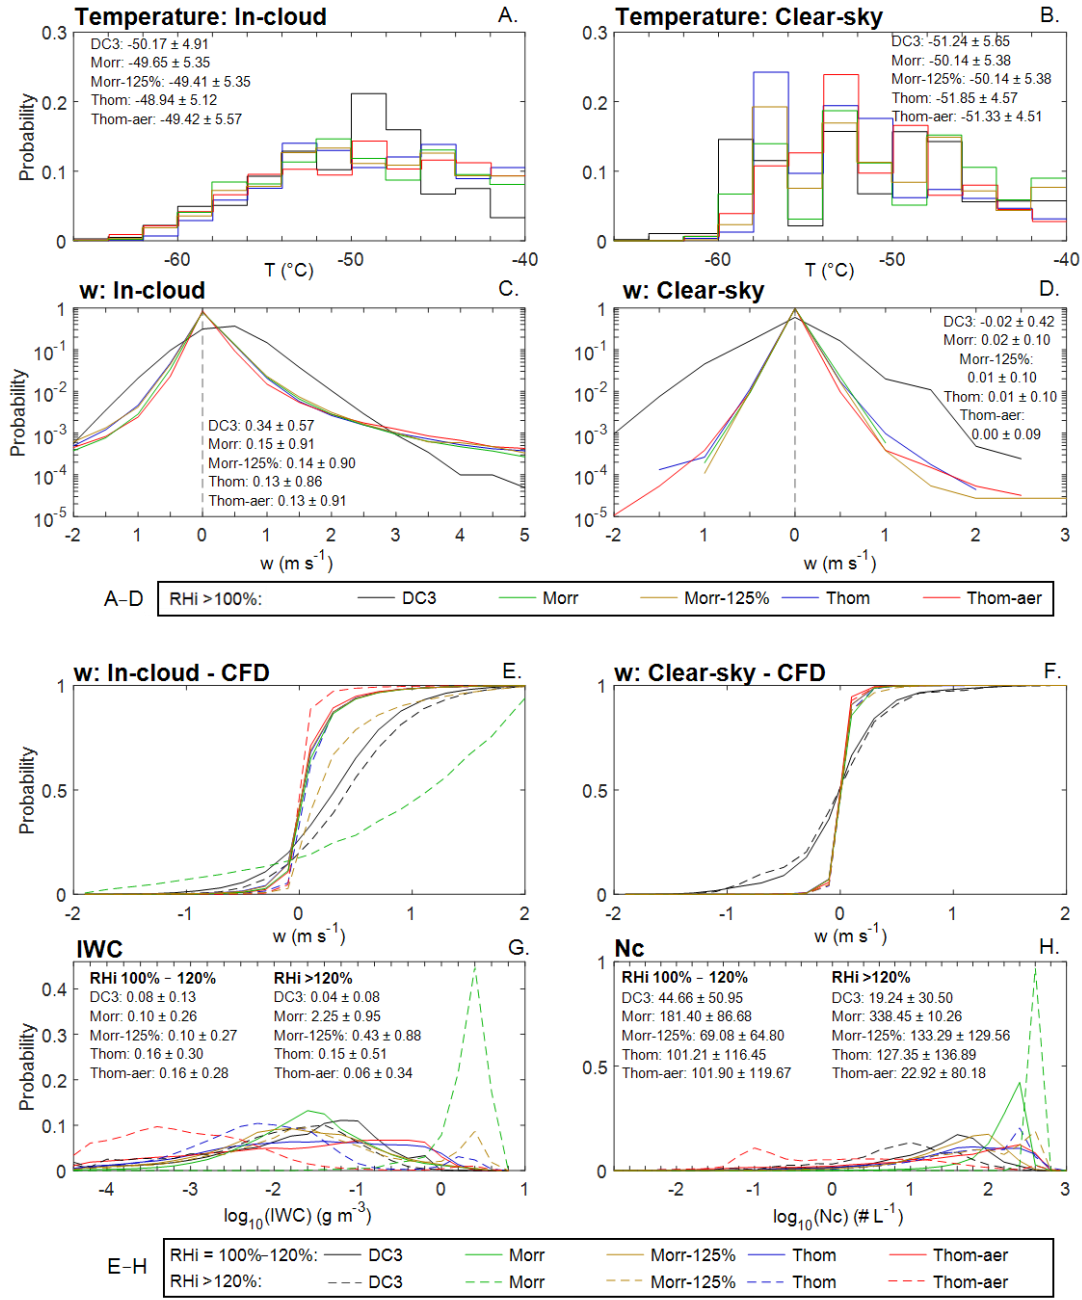 Temperature: In-cloud
A.
DC3: -50.17 ± 4.91
Morr: -49.65 ± 5.35
Morr-125%: -49.41 ± 5.35
Thom: -48.94 ± 5.12
Thom-aer: -49.42 ± 5.57
Probability
0.3
0.2
0.1
0
-60
-50
-40
T (°C)
Temperature: Clear-sky
B.
DC3: -51.24 ± 5.65
Morr: -50.14 ± 5.38
Morr-125%: -50.14 ± 5.38
Thom: -51.85 ± 4.57
Thom-aer: -51.33 ± 4.51
0.3
0.2
0.1
0
-60
-50
-40
T (°C)
w: In-cloud
C.
Probability
1
10⁻¹
10⁻²
10⁻³
10⁻⁴
10⁻⁵
DC3: 0.34 ± 0.57
Morr: 0.15 ± 0.91
Morr-125%: 0.14 ± 0.90
Thom: 0.13 ± 0.86
Thom-aer: 0.13 ± 0.91
-2 -1 0 1 2 3 4 5
w (m s⁻¹)
w: Clear-sky
D.
1
10⁻¹
10⁻²
10⁻³
10⁻⁴
10⁻⁵
DC3: -0.02 ± 0.42
Morr: 0.02 ± 0.10
Morr-125%:
0.01 ± 0.10
Thom: 0.01 ± 0.10
Thom-aer:
0.00 ± 0.09
-2 -1 0 1 2 3
w (m s⁻¹)
A–D
RHi >100%: DC3 Morr Morr-125% Thom Thom-aer
w: In-cloud - CFD
E.
Probability
1
0.5
0
-2 -1 0 1 2
w (m s⁻¹)
w: Clear-sky - CFD
F.
1
0.5
0
-2 -1 0 1 2
w (m s⁻¹)
IWC
G.
Probability
0.4
0.3
0.2
0.1
0
RHi 100% – 120%
DC3: 0.08 ± 0.13
Morr: 0.10 ± 0.26
Morr-125%: 0.10 ± 0.27
Thom: 0.16 ± 0.30
Thom-aer: 0.16 ± 0.28
RHi >120%
DC3: 0.04 ± 0.08
Morr: 2.25 ± 0.95
Morr-125%: 0.43 ± 0.88
Thom: 0.15 ± 0.51
Thom-aer: 0.06 ± 0.34
-4 -3 -2 -1 0 1
log₁₀(IWC) (g m⁻³)
Nc
H.
1
0.5
0
RHi 100% – 120%
DC3: 44.66 ± 50.95
Morr: 181.40 ± 86.68
Morr-125%: 69.08 ± 64.80
Thom: 101.21 ± 116.45
Thom-aer: 101.90 ± 119.67
RHi >120%
DC3: 19.24 ± 30.50
Morr: 338.45 ± 10.26
Morr-125%: 133.29 ± 129.56
Thom: 127.35 ± 136.89
Thom-aer: 22.92 ± 80.18
-2 -1 0 1 2 3
log₁₀(Nc) (# L⁻¹)
E–H
RHi = 100%–120%: DC3 Morr Morr-125% Thom Thom-aer
RHi >120%: DC3 Morr Morr-125% Thom Thom-aer